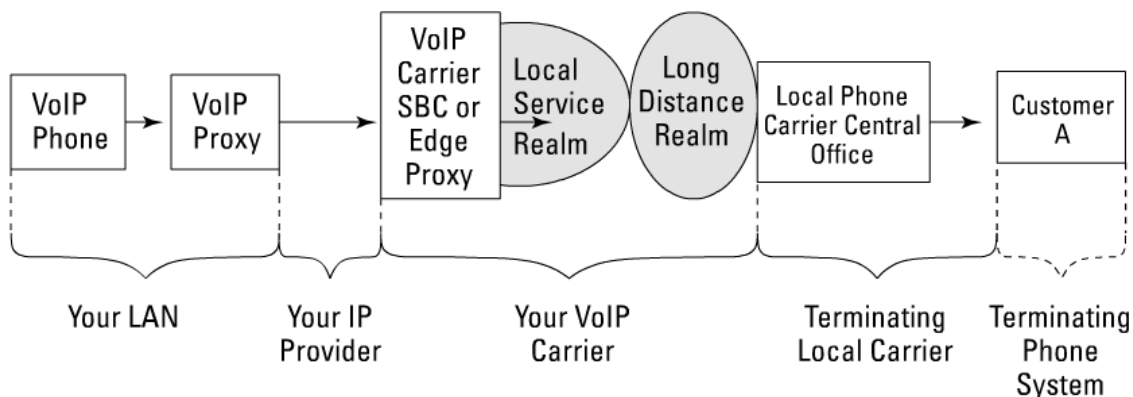 VoIP
Phone
VoIP
Proxy
VoIP
Carrier
SBC or
Edge
Proxy
Local
Service
Realm
Long
Distance
Realm
Local Phone
Carrier Central
Office
Customer
A
Your LAN
Your IP
Provider
Your VoIP
Carrier
Terminating
Local Carrier
Terminating
Phone
System